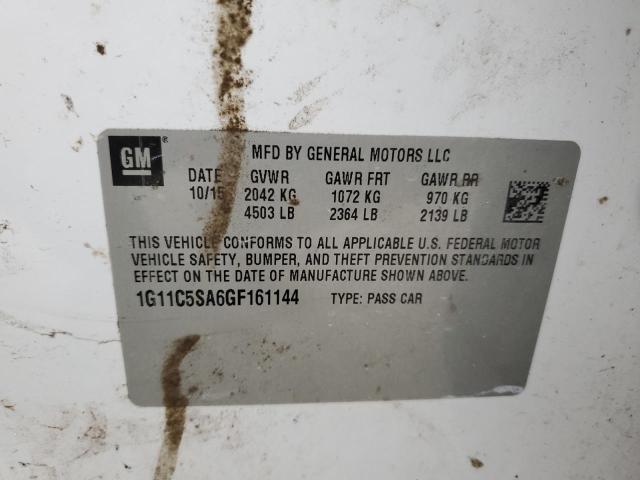 GM ® MFD BY GENERAL MOTORS LLC
DATE GVWR GAWR FRT GAWR RR
10/15 2042 KG 1072 KG 970 KG
4503 LB 2364 LB 2139 LB
THIS VEHICLE CONFORMS TO ALL APPLICABLE U.S. FEDERAL MOTOR
VEHICLE SAFETY, BUMPER, AND THEFT PREVENTION STANDARDS IN
EFFECT ON THE DATE OF MANUFACTURE SHOWN ABOVE.
1G11C5SA6GF161144 TYPE: PASS CAR